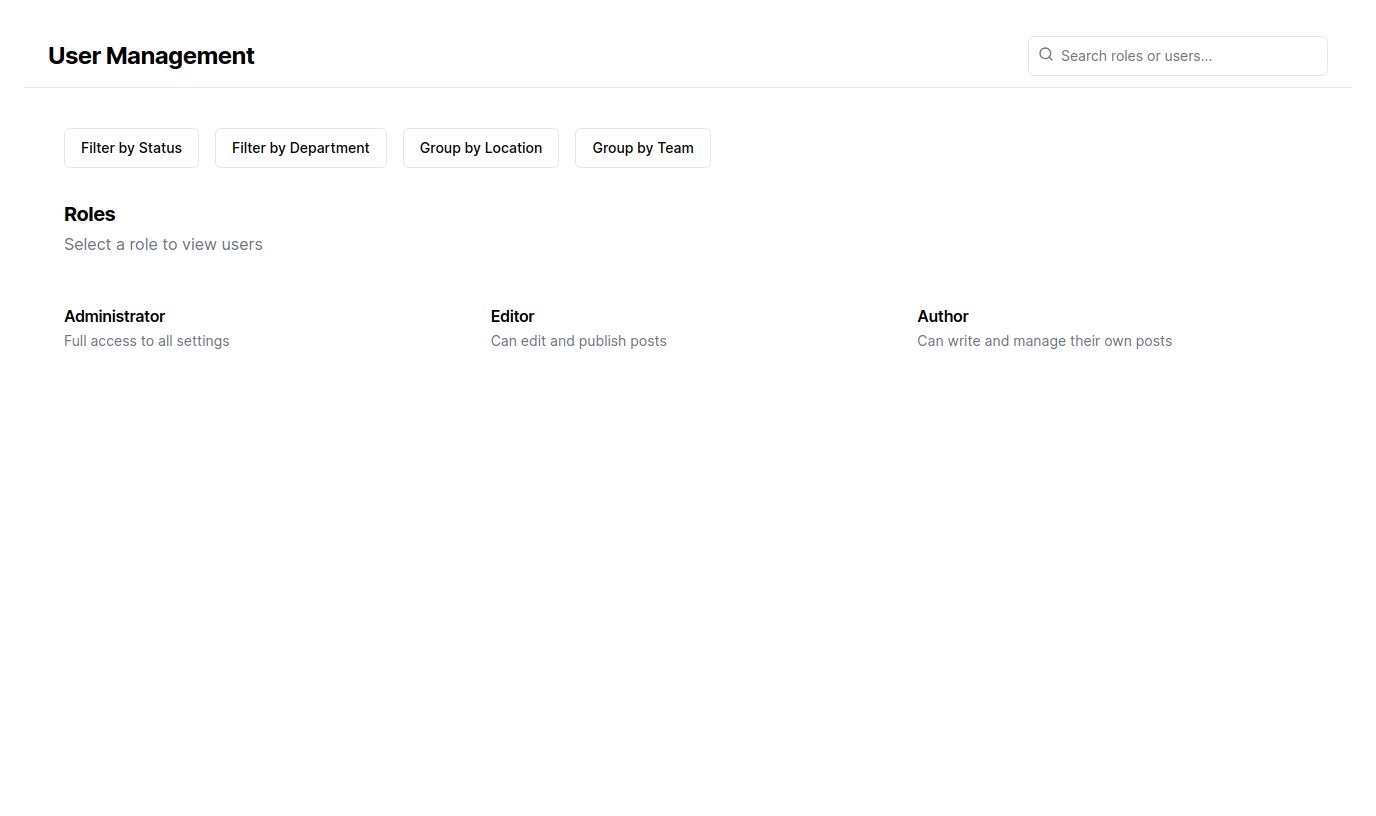 User Management
Search roles or users...
Filter by Status
Filter by Department
Group by Location
Group by Team
Roles
Select a role to view users
Administrator
Full access to all settings
Editor
Can edit and publish posts
Author
Can write and manage their own posts